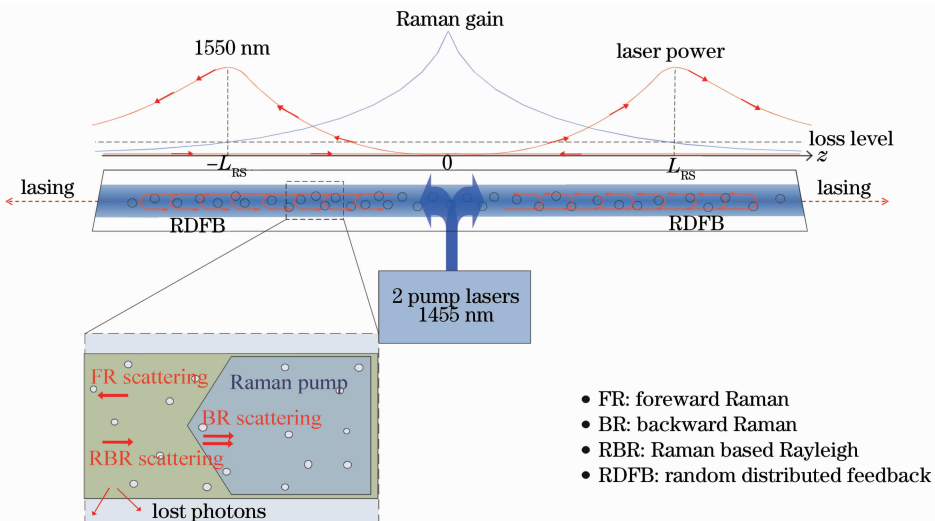 Raman gain
1550 nm
laser power
loss level
−L_RS
0
L_RS
z
lasing
lasing
RDFB
RDFB
2 pump lasers
1455 nm
FR scattering
Raman pump
BR scattering
RBR scattering
lost photons
• FR: foreward Raman
• BR: backward Raman
• RBR: Raman based Rayleigh
• RDFB: random distributed feedback